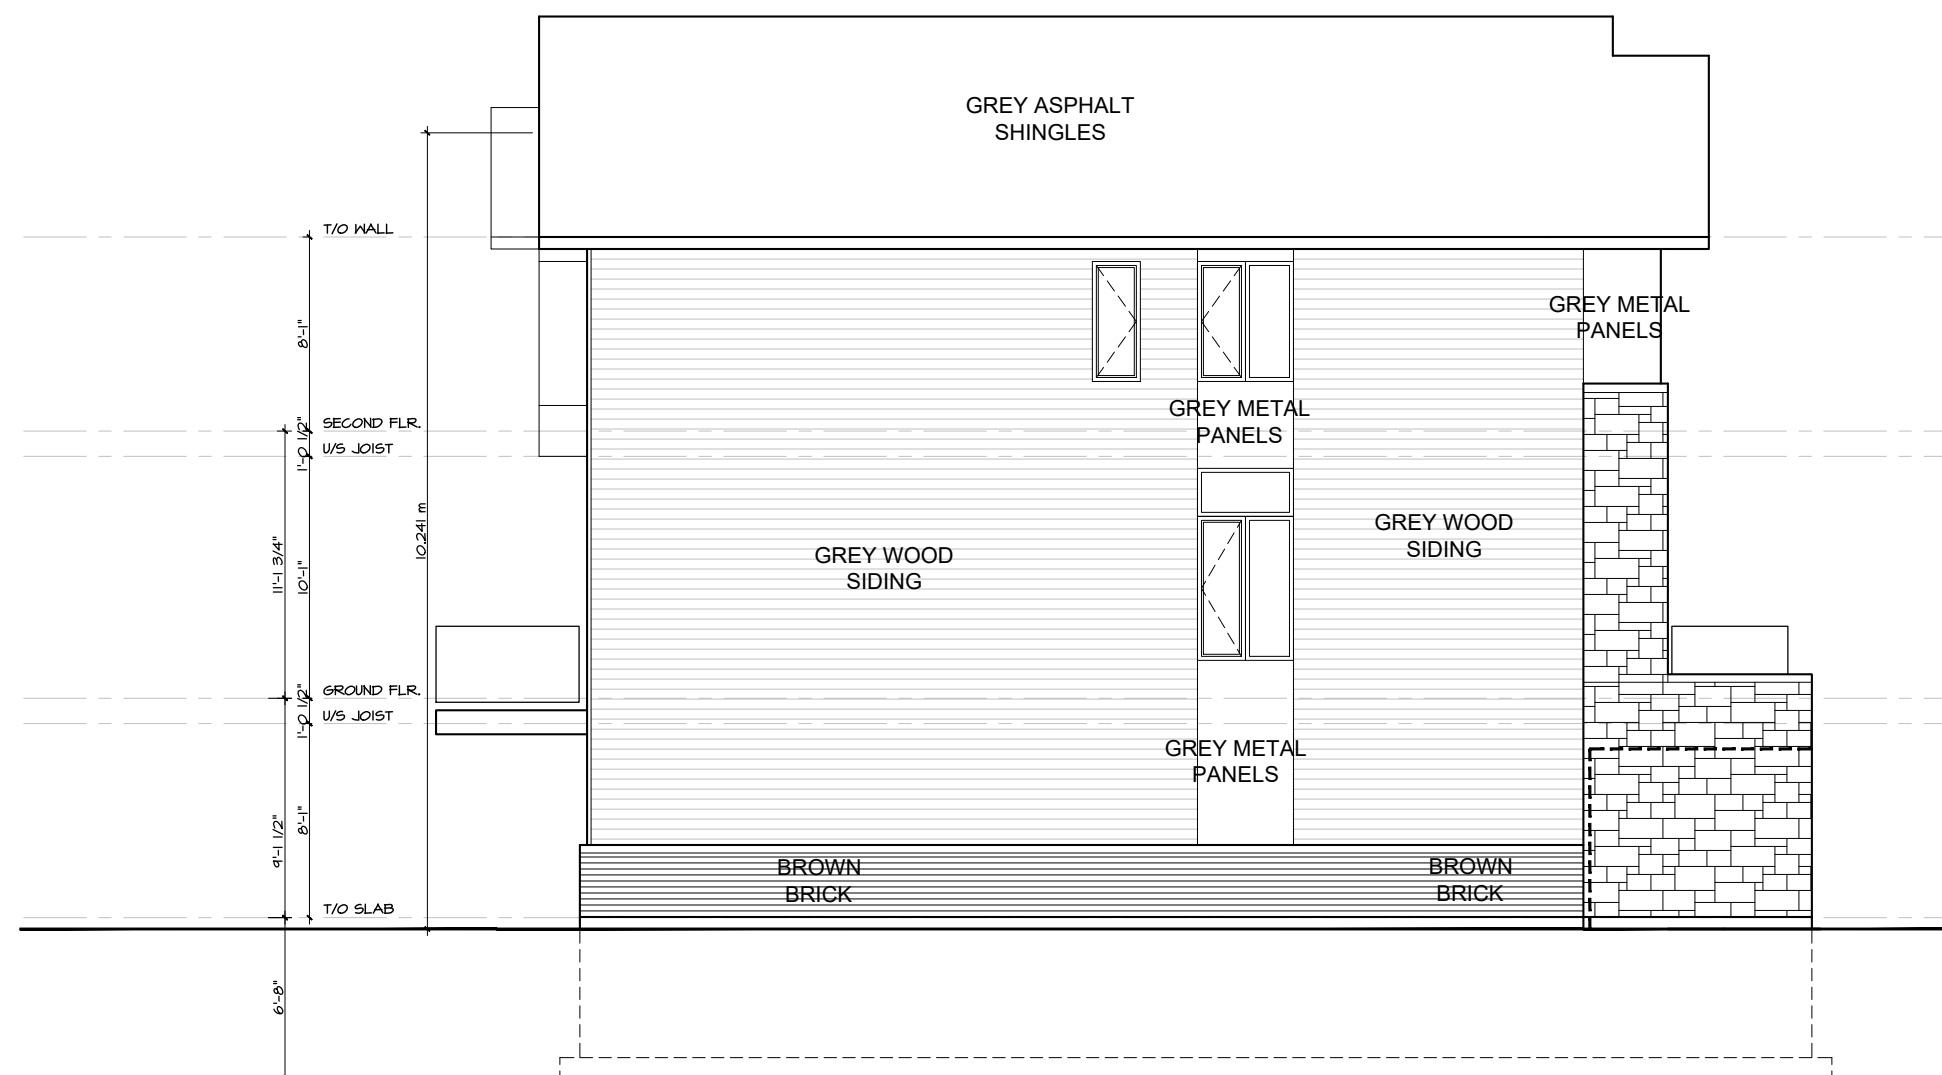 GREY ASPHALT
SHINGLES
T/O WALL
8'-1"
GREY METAL
PANELS
SECOND FLR.
1'-0 1/2"
U/S JOIST
GREY METAL
PANELS
10.241 m
11'-1 3/4"
10'-1"
GREY WOOD
SIDING
GREY WOOD
SIDING
GROUND FLR.
1'-0 1/2"
U/S JOIST
GREY METAL
PANELS
9'-1 1/2"
8'-1"
BROWN
BRICK
BROWN
BRICK
T/O SLAB
6'-8"